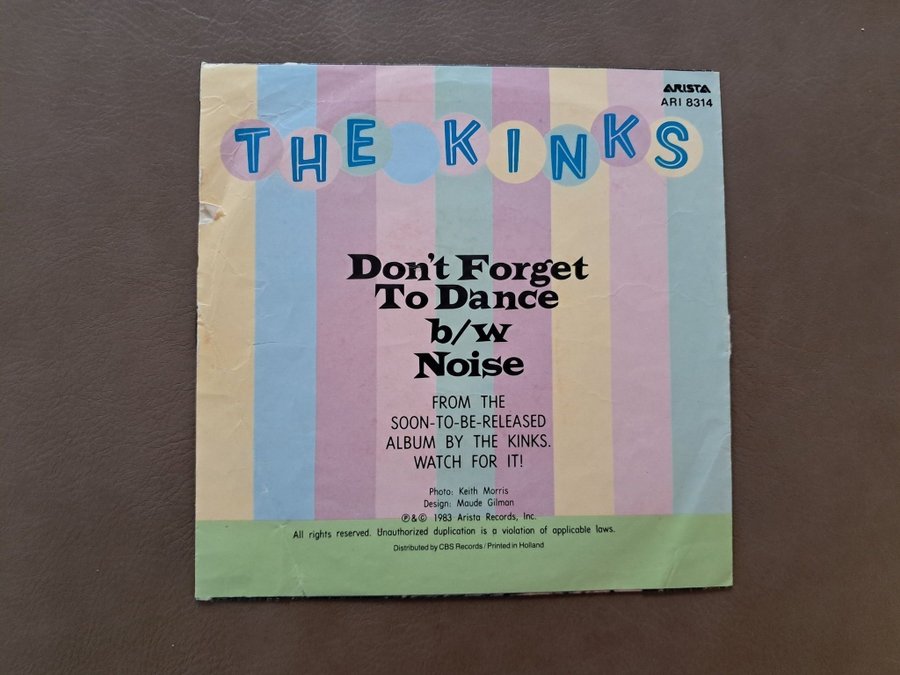 ARISTA
ARI 8314
THE KINKS
Don't Forget
To Dance
b/w
Noise
FROM THE
SOON-TO-BE-RELEASED
ALBUM BY THE KINKS.
WATCH FOR IT!
Photo: Keith Morris
Design: Maude Gilman
℗ & © 1983 Arista Records, Inc.
All rights reserved. Unauthorized duplication is a violation of applicable laws.
Distributed by CBS Records / Printed in Holland